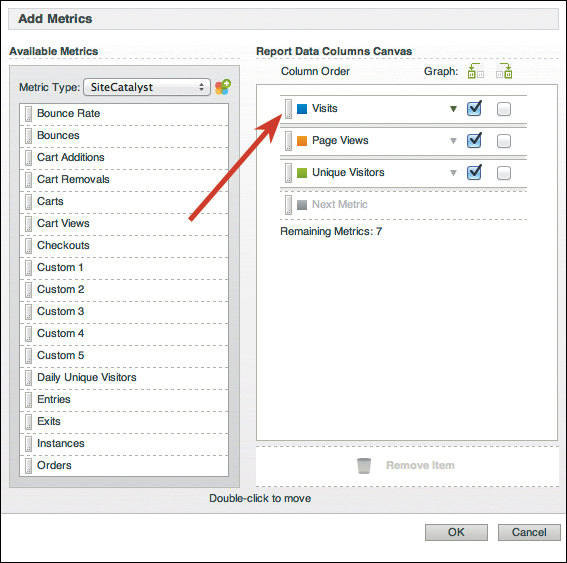 Add Metrics
Available Metrics
Metric Type: SiteCatalyst
Bounce Rate
Bounces
Cart Additions
Cart Removals
Carts
Cart Views
Checkouts
Custom 1
Custom 2
Custom 3
Custom 4
Custom 5
Daily Unique Visitors
Entries
Exits
Instances
Orders
Report Data Columns Canvas
Column Order Graph:
Visits
Page Views
Unique Visitors
Next Metric
Remaining Metrics: 7
Remove Item
Double-click to move
OK Cancel